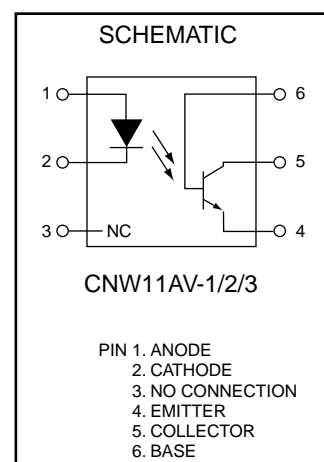 SCHEMATIC
1
6
2
5
3
NC
4
CNW11AV-1/2/3
PIN 1. ANODE
2. CATHODE
3. NO CONNECTION
4. EMITTER
5. COLLECTOR
6. BASE